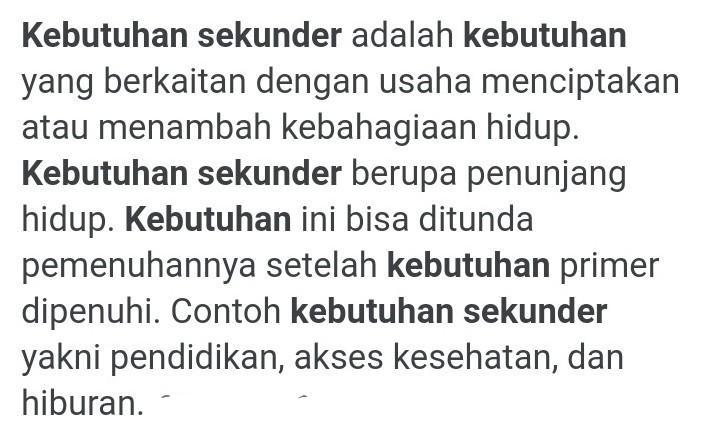 Kebutuhan sekunder adalah kebutuhan
yang berkaitan dengan usaha menciptakan
atau menambah kebahagiaan hidup.
Kebutuhan sekunder berupa penunjang
hidup. Kebutuhan ini bisa ditunda
pemenuhannya setelah kebutuhan primer
dipenuhi. Contoh kebutuhan sekunder
yakni pendidikan, akses kesehatan, dan
hiburan.